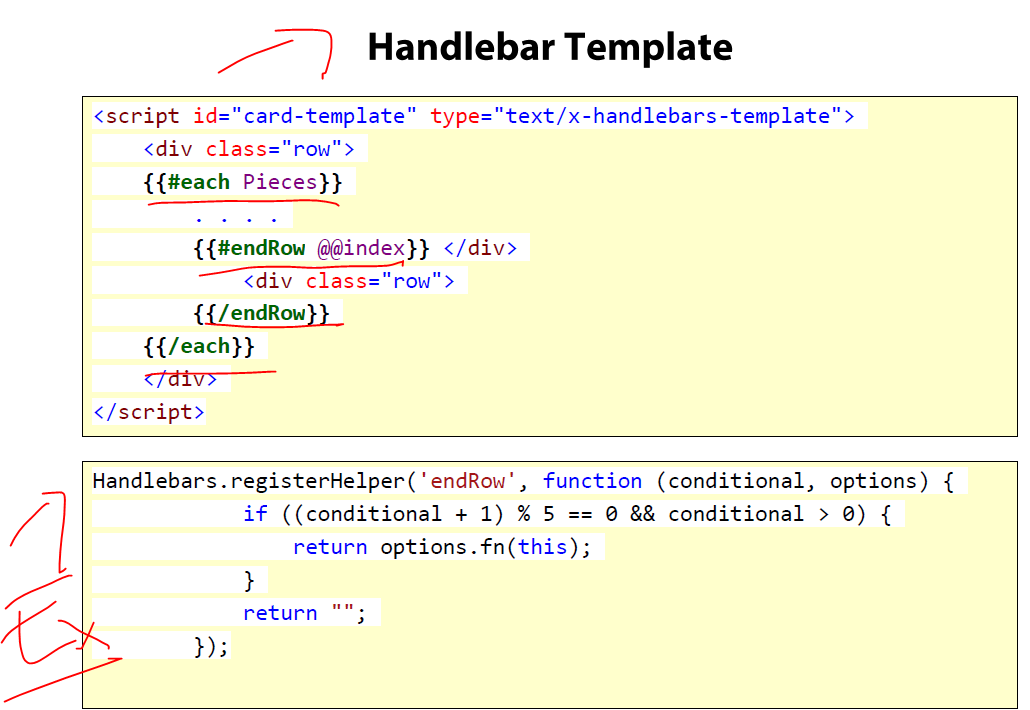 Handlebar Template
<script id="card-template" type="text/x-handlebars-template">
<div class="row">
{{#each Pieces}}
. . . .
{{#endRow @@index}} </div>
<div class="row">
{{/endRow}}
{{/each}}
</div>
</script>
Handlebars.registerHelper('endRow', function (conditional, options) {
if ((conditional + 1) % 5 == 0 && conditional > 0) {
return options.fn(this);
}
return "";
});
Ex